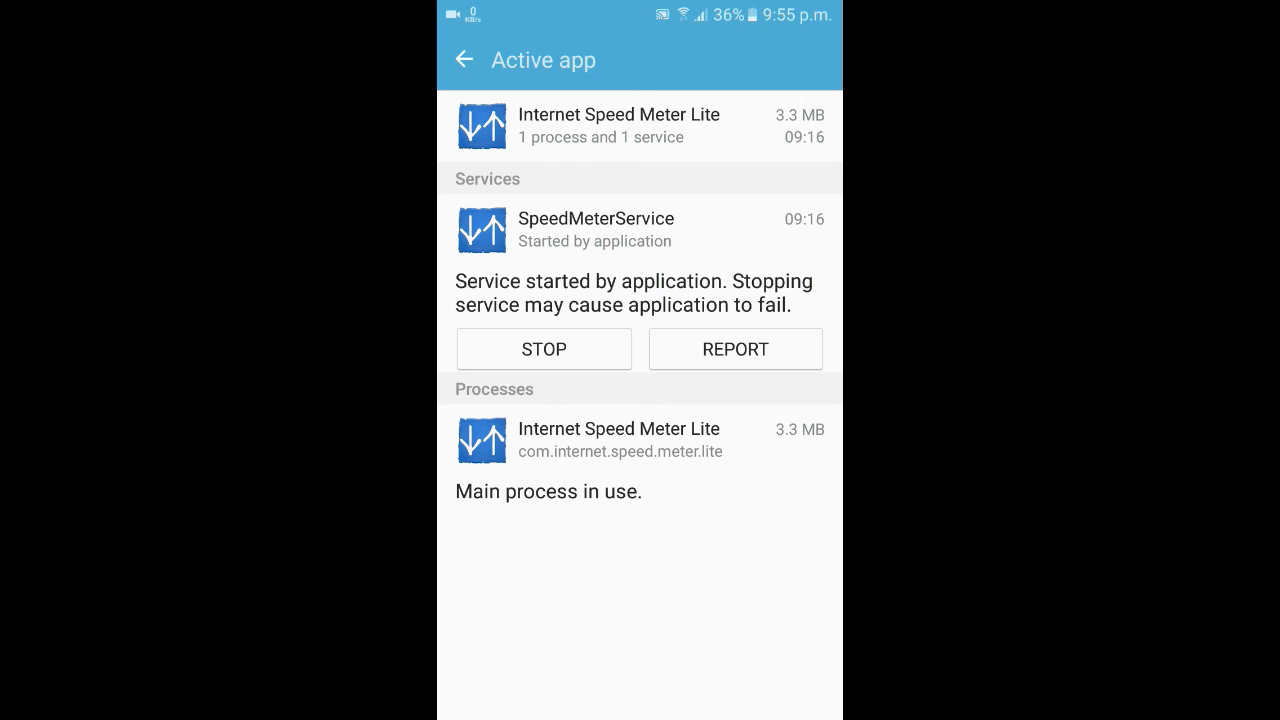 0
KB/s
36% 9:55 p.m.
Active app
Internet Speed Meter Lite 3.3 MB
1 process and 1 service 09:16
Services
SpeedMeterService 09:16
Started by application
Service started by application. Stopping
service may cause application to fail.
STOP REPORT
Processes
Internet Speed Meter Lite 3.3 MB
com.internet.speed.meter.lite
Main process in use.